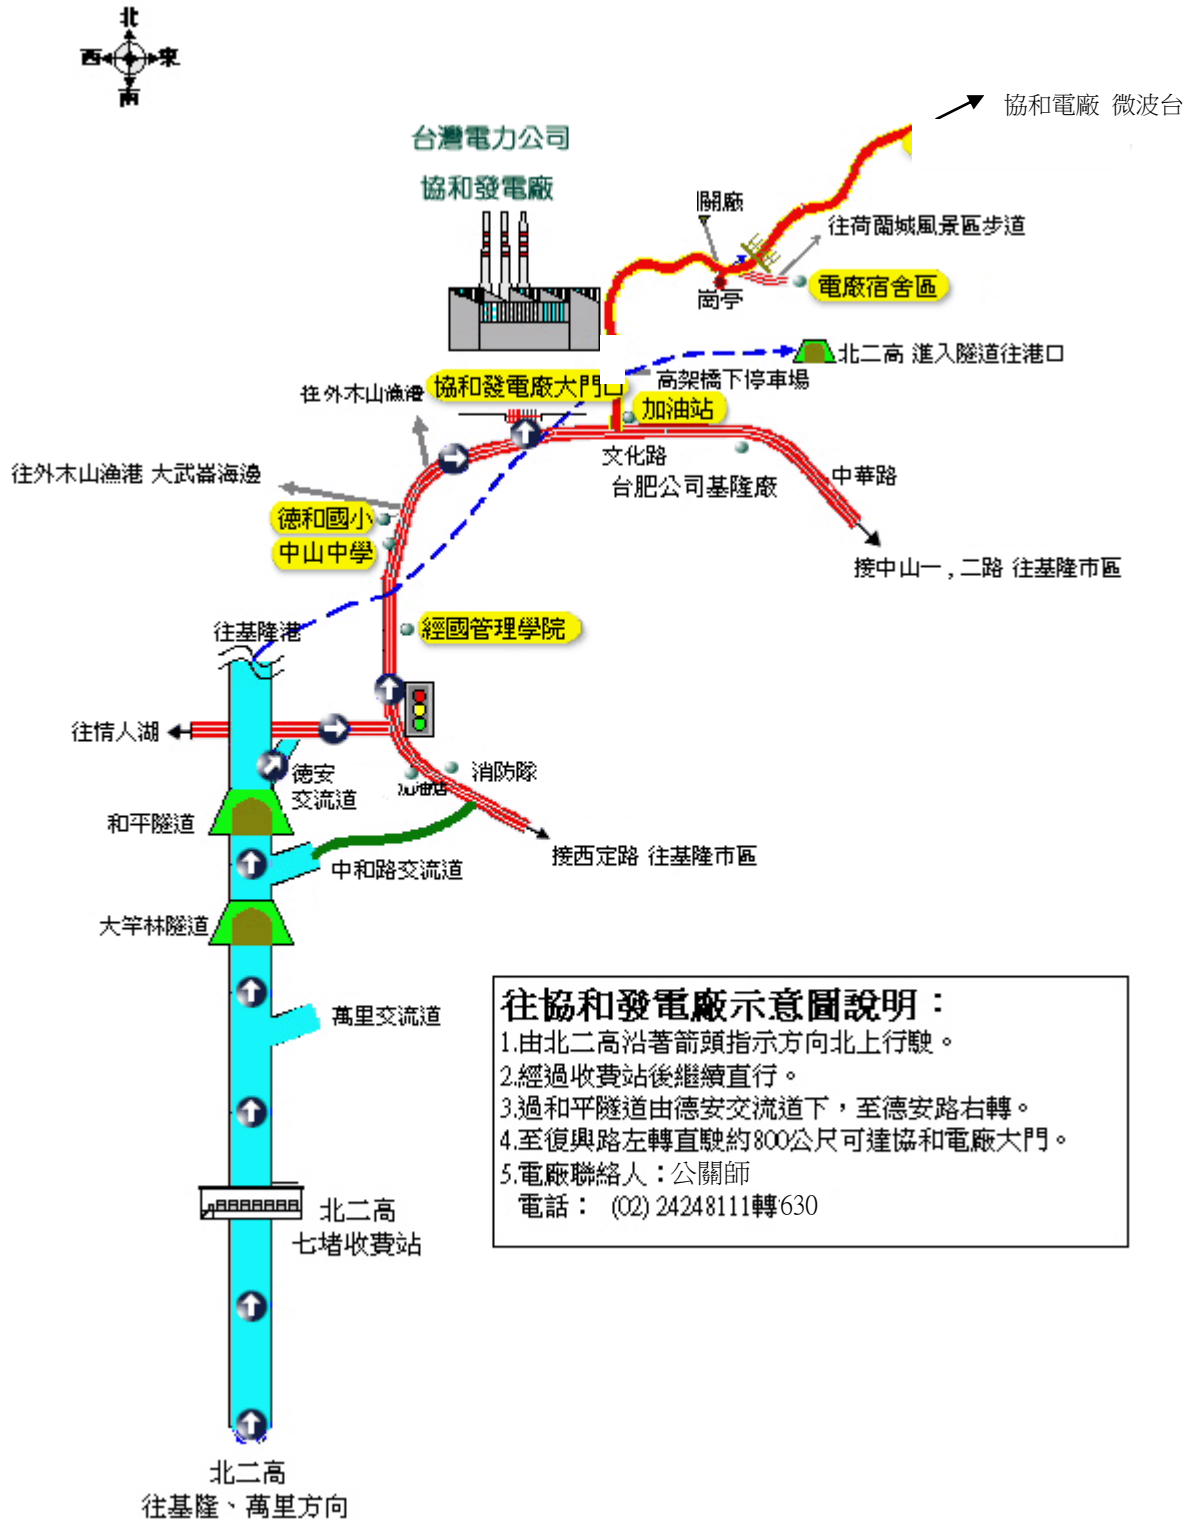 北
西 東
南
協和電廠 微波台
台灣電力公司
協和發電廠
關廠
往荷蘭城風景區步道
電廠宿舍區
崗亭
北二高 進入隧道往港口
高架橋下停車場
協和發電廠大門口
往外木山漁港
加油站
文化路
台肥公司基隆廠
中華路
往外木山漁港 大武崙海邊
德和國小
中山中學
接中山一 , 二路 往基隆市區
經國管理學院
往基隆港
往情人湖
德安
交流道
加油站
消防隊
和平隧道
中和路交流道
接西定路 往基隆市區
大竿林隧道
萬里交流道
往協和發電廠示意圖說明：
1.由北二高沿著箭頭指示方向北上行駛。
2.經過收費站後繼續直行。
3.過和平隧道由德安交流道下，至德安路右轉。
4.至復興路左轉直駛約800公尺可達協和電廠大門。
5.電廠聯絡人：公關師
電話： (02) 24248111轉630
北二高
七堵收費站
北二高
往基隆、萬里方向